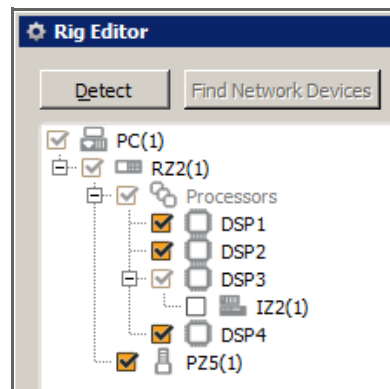 Rig Editor
Detect Find Network Devices
PC(1)
RZ2(1)
Processors
DSP1
DSP2
DSP3
IZ2(1)
DSP4
PZ5(1)